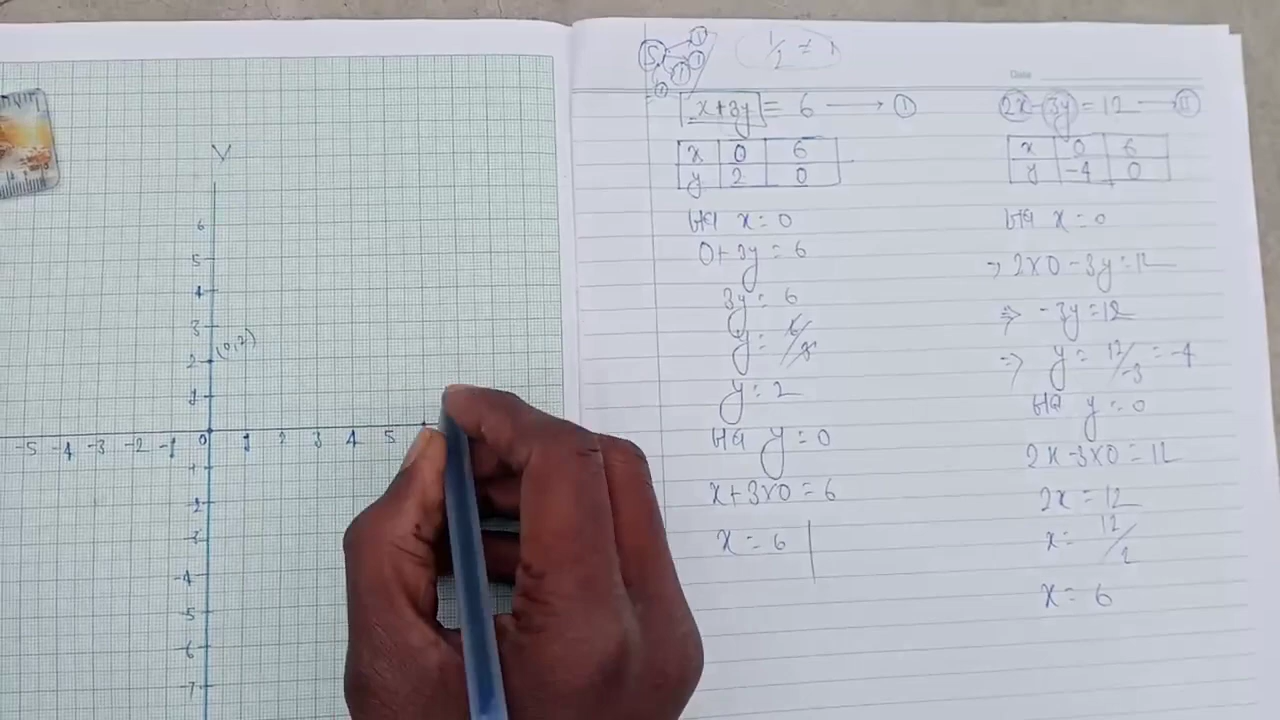 Y
6
5
4
3
2 (0,2)
1
-5 -4 -3 -2 -1 0 1 2 3 4 5
-2
-3
-4
-5
-6
-7
1/2 ≠ 1
Date
x+3y = 6 → I
x 0 6
y 2 0
जब x = 0
0+3y = 6
3y = 6
y = 2
जब y = 0
x+3×0 = 6
x = 6
2x-3y = 12 → II
x 0 6
y -4 0
जब x = 0
⇒ 2×0-3y = 12
⇒ -3y = 12
⇒ y = 12/-3 = -4
जब y = 0
2x-3×0 = 12
2x = 12
x = 12/2
x = 6